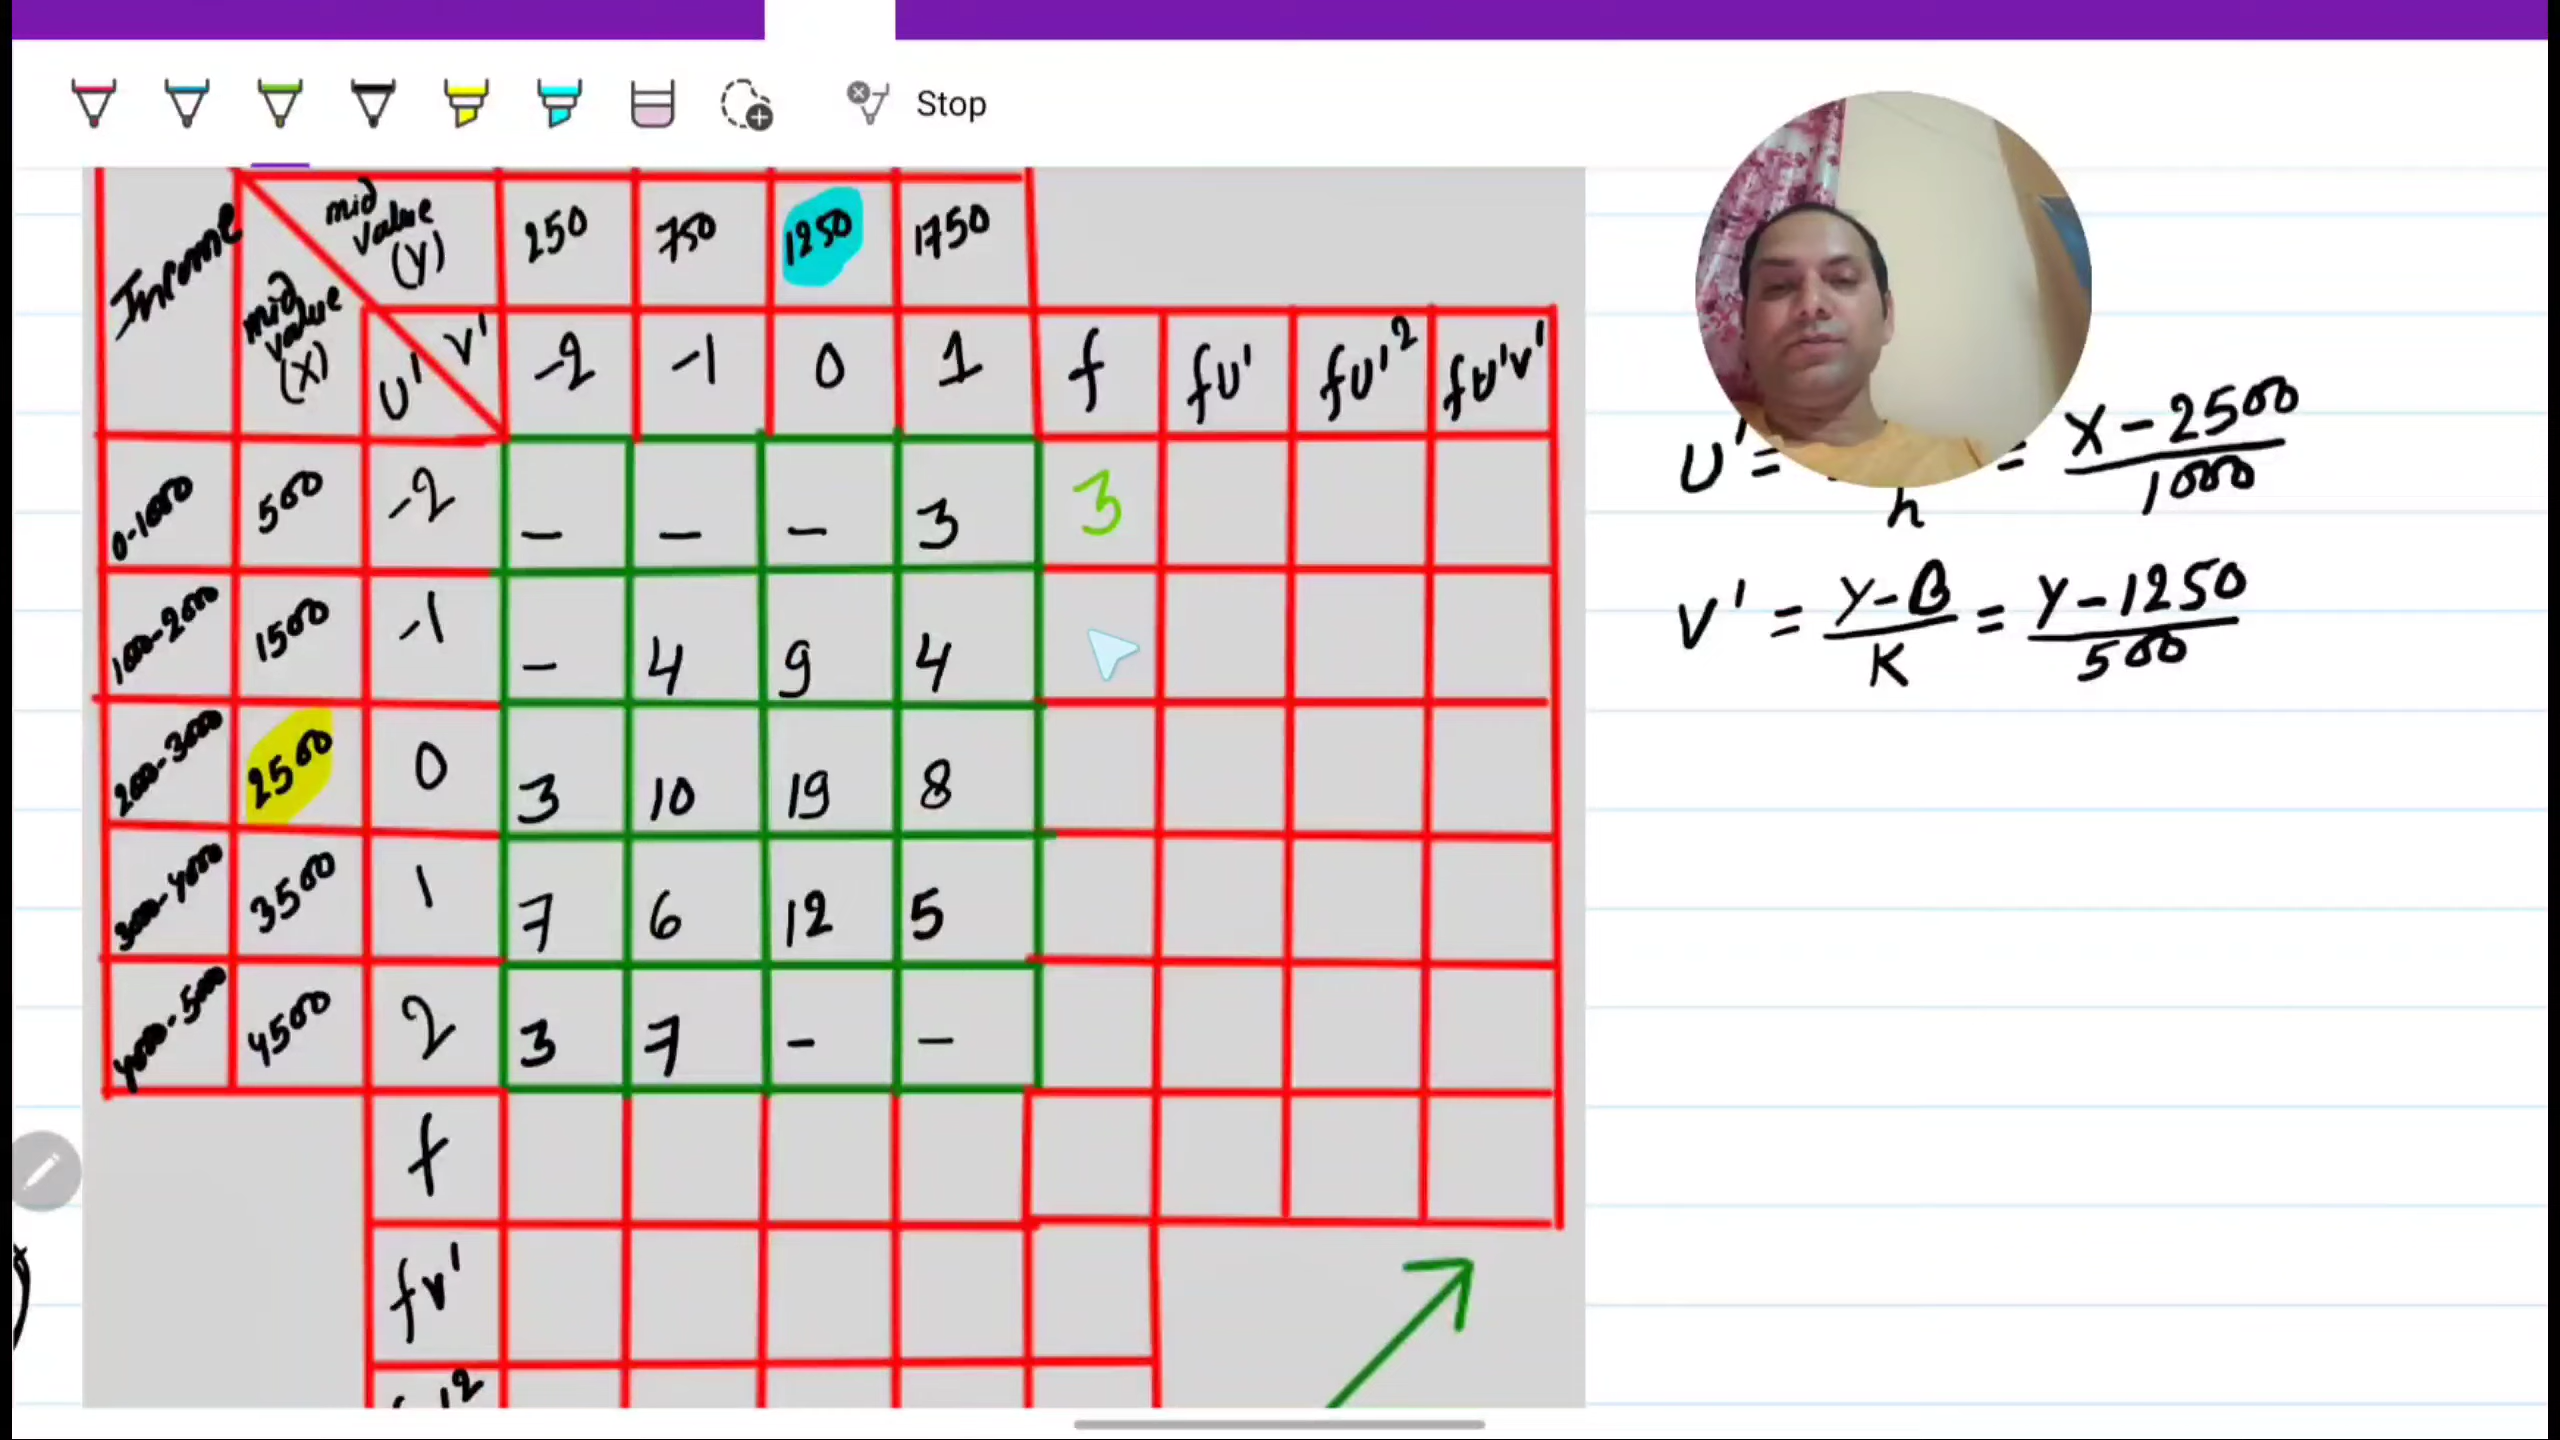 Stop
Income mid value (Y) 250 750 1250 1750
mid value (X) U' V' -2 -1 0 1 f fU' fU'² fU'V'
0-1000 500 -2 - - - 3 3
1000-2000 1500 -1 - 4 9 4
2000-3000 2500 0 3 10 19 8
3000-4000 3500 1 7 6 12 5
4000-5000 4500 2 3 7 - -
f
fV'
U' = h = X-2500 / 1000
V' = Y-B / K = Y-1250 / 500